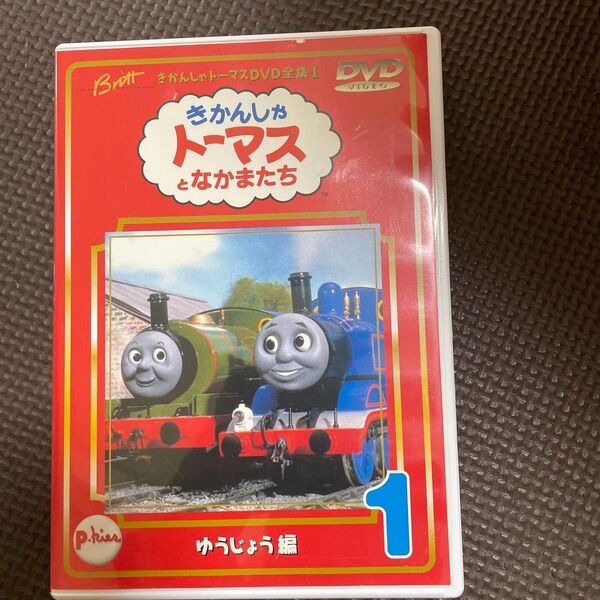 Britt
きかんしゃトーマスDVD全集 I
DVD
VIDEO
きかんしゃ
トーマス
となかまたち
TM
1
p-kies
ゆうじょう編